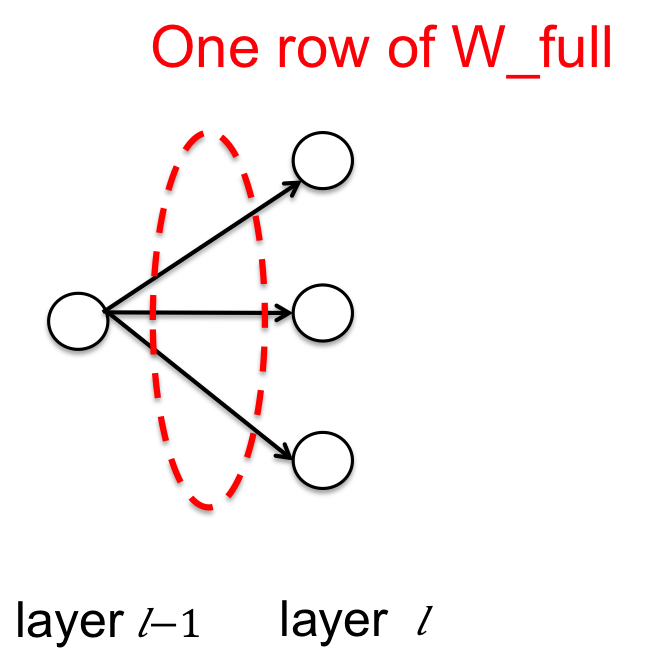 One row of W_full
layer 𝑙−1 layer 𝑙